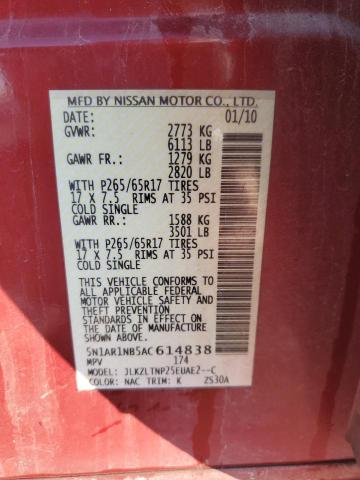 MFD BY NISSAN MOTOR CO., LTD.
DATE: 01/10
GVWR: 2773 KG
6113 LB
GAWR FR.: 1279 KG
2820 LB
WITH P265/65R17 TIRES
17 X 7.5 RIMS AT 35 PSI
COLD SINGLE
GAWR RR.: 1588 KG
3501 LB
WITH P265/65R17 TIRES
17 X 7.5 RIMS AT 35 PSI
COLD SINGLE
THIS VEHICLE CONFORMS TO
ALL APPLICABLE FEDERAL
MOTOR VEHICLE SAFETY
AND THEFT PREVENTION
STANDARDS IN EFFECT ON
THE DATE OF MANUFACTURE
SHOWN ABOVE.
5N1AR1NB5AC614838
MPV 174
MODEL: JLKZLTNP25EUAE2--C
COLOR: NAC TRIM: K ZS30A